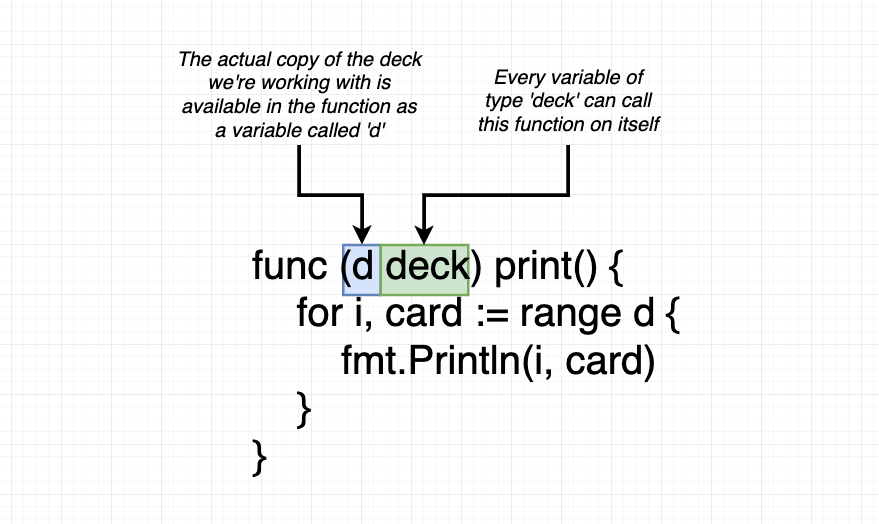 The actual copy of the deck
we're working with is
available in the function as
a variable called 'd'
Every variable of
type 'deck' can call
this function on itself
func (d deck) print() {
for i, card := range d {
fmt.Println(i, card)
}
}